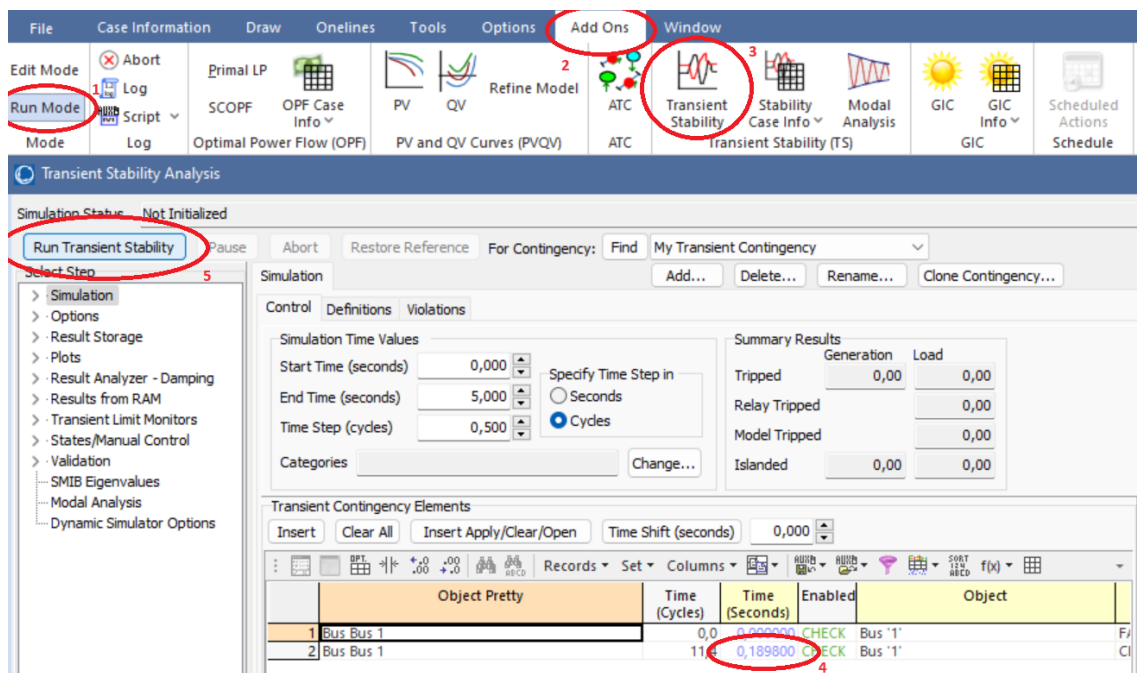 File Case Information Draw Onelines Tools Options Add Ons Window
2 3
Edit Mode Abort Primal LP
1 Log Refine Model
Run Mode Script SCOPF OPF Case Info PV QV ATC Transient Stability Stability Case Info Modal Analysis GIC GIC Info Scheduled Actions
Mode Log Optimal Power Flow (OPF) PV and QV Curves (PVQV) ATC Transient Stability (TS) GIC Schedule
Transient Stability Analysis
Simulation Status Not Initialized
Run Transient Stability Pause Abort Restore Reference For Contingency: Find My Transient Contingency
5
Select Step
Simulation
Options
Result Storage
Plots
Result Analyzer - Damping
Results from RAM
Transient Limit Monitors
States/Manual Control
Validation
SMIB Eigenvalues
Modal Analysis
Dynamic Simulator Options
Simulation Add... Delete... Rename... Clone Contingency...
Control Definitions Violations
Simulation Time Values
Start Time (seconds) 0,000
End Time (seconds) 5,000
Time Step (cycles) 0,500
Specify Time Step in
Seconds
Cycles
Categories Change...
Summary Results
Generation Load
Tripped 0,00 0,00
Relay Tripped 0,00
Model Tripped 0,00
Islanded 0,00 0,00
Transient Contingency Elements
Insert Clear All Insert Apply/Clear/Open Time Shift (seconds) 0,000
Records Set Columns f(x)
Object Pretty Time (Cycles) Time (Seconds) Enabled Object
1 Bus Bus 1 0,0 0,000000 CHECK Bus '1'
2 Bus Bus 1 11,4 0,189800 CHECK Bus '1'
4